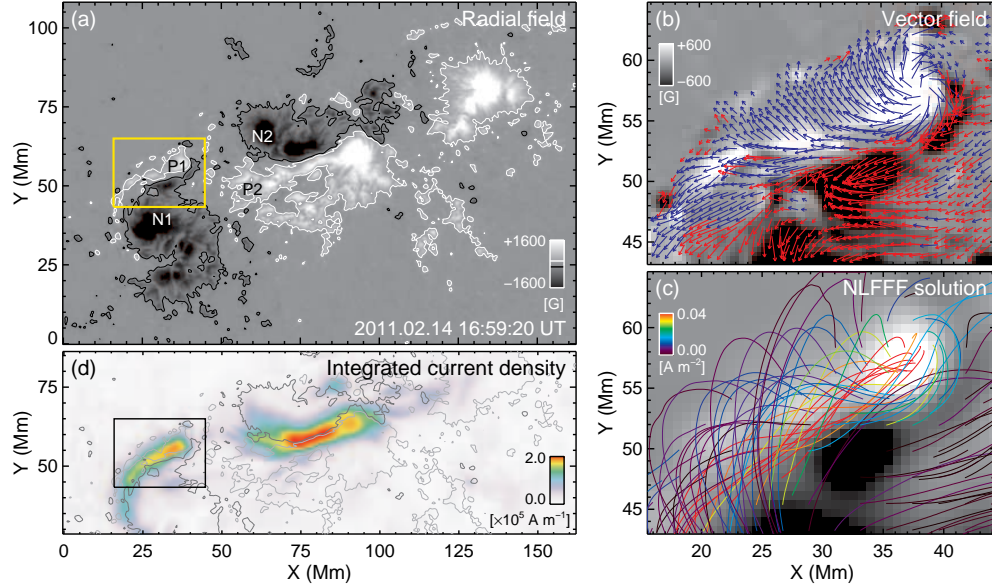 (a) Radial field
100
75
50
25
0
Y (Mm)
N2
P1
P2
N1
+1600
−1600
[G]
2011.02.14 16:59:20 UT
(b) Vector field
+600
−600
[G]
60
55
50
45
Y (Mm)
(c) NLFFF solution
0.04
0.00
[A m⁻²]
60
55
50
45
Y (Mm)
20 25 30 35 40
X (Mm)
(d) Integrated current density
75
50
Y (Mm)
2.0
0.0
[×10⁵ A m⁻¹]
0 25 50 75 100 125 150
X (Mm)